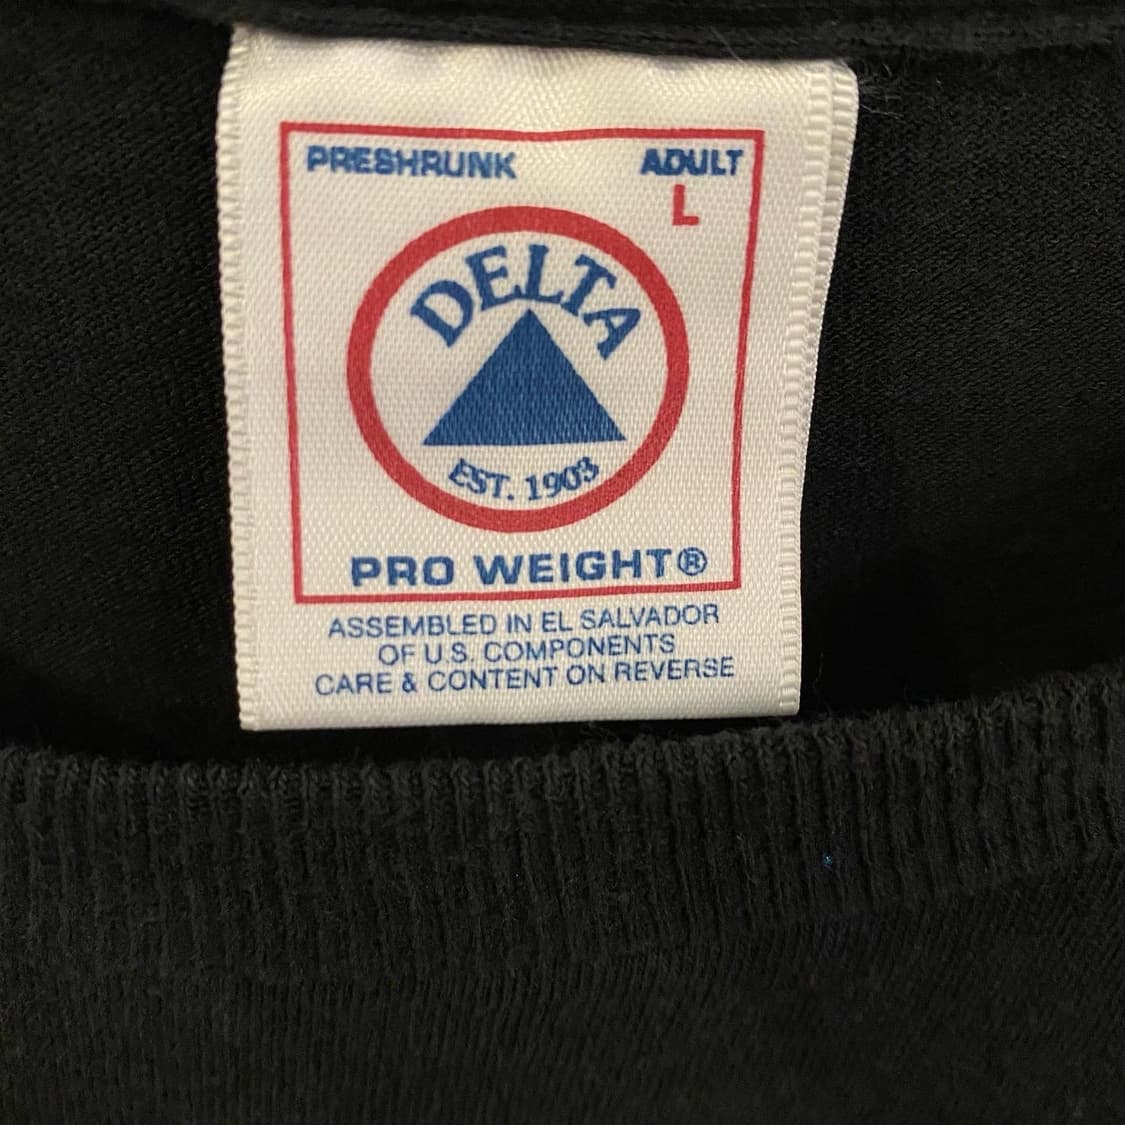 PRESHRUNK ADULT
L
DELTA
EST. 1903
PRO WEIGHT®
ASSEMBLED IN EL SALVADOR
OF U.S. COMPONENTS
CARE & CONTENT ON REVERSE